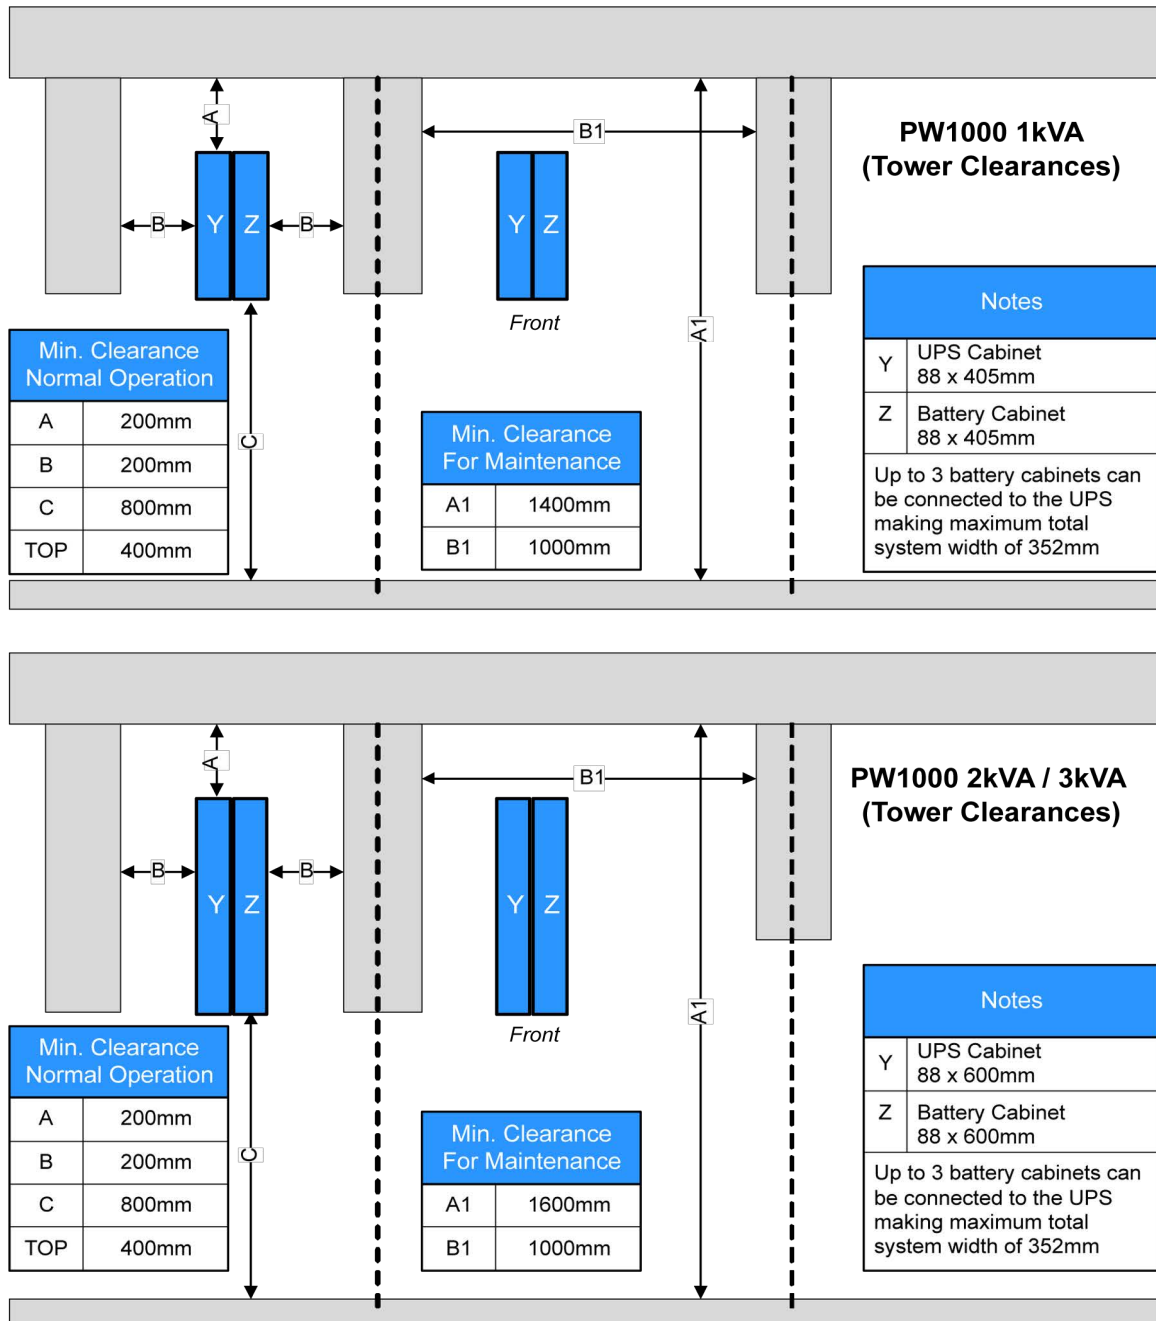 A
B1
PW1000 1kVA
(Tower Clearances)
B
Y
Z
B
Y
Z
Front
A1
C
Min. Clearance
Normal Operation
A 200mm
B 200mm
C 800mm
TOP 400mm
Min. Clearance
For Maintenance
A1 1400mm
B1 1000mm
Notes
Y UPS Cabinet
88 x 405mm
Z Battery Cabinet
88 x 405mm
Up to 3 battery cabinets can
be connected to the UPS
making maximum total
system width of 352mm
A
B1
PW1000 2kVA / 3kVA
(Tower Clearances)
B
Y
Z
B
Y
Z
Front
A1
C
Min. Clearance
Normal Operation
A 200mm
B 200mm
C 800mm
TOP 400mm
Min. Clearance
For Maintenance
A1 1600mm
B1 1000mm
Notes
Y UPS Cabinet
88 x 600mm
Z Battery Cabinet
88 x 600mm
Up to 3 battery cabinets can
be connected to the UPS
making maximum total
system width of 352mm